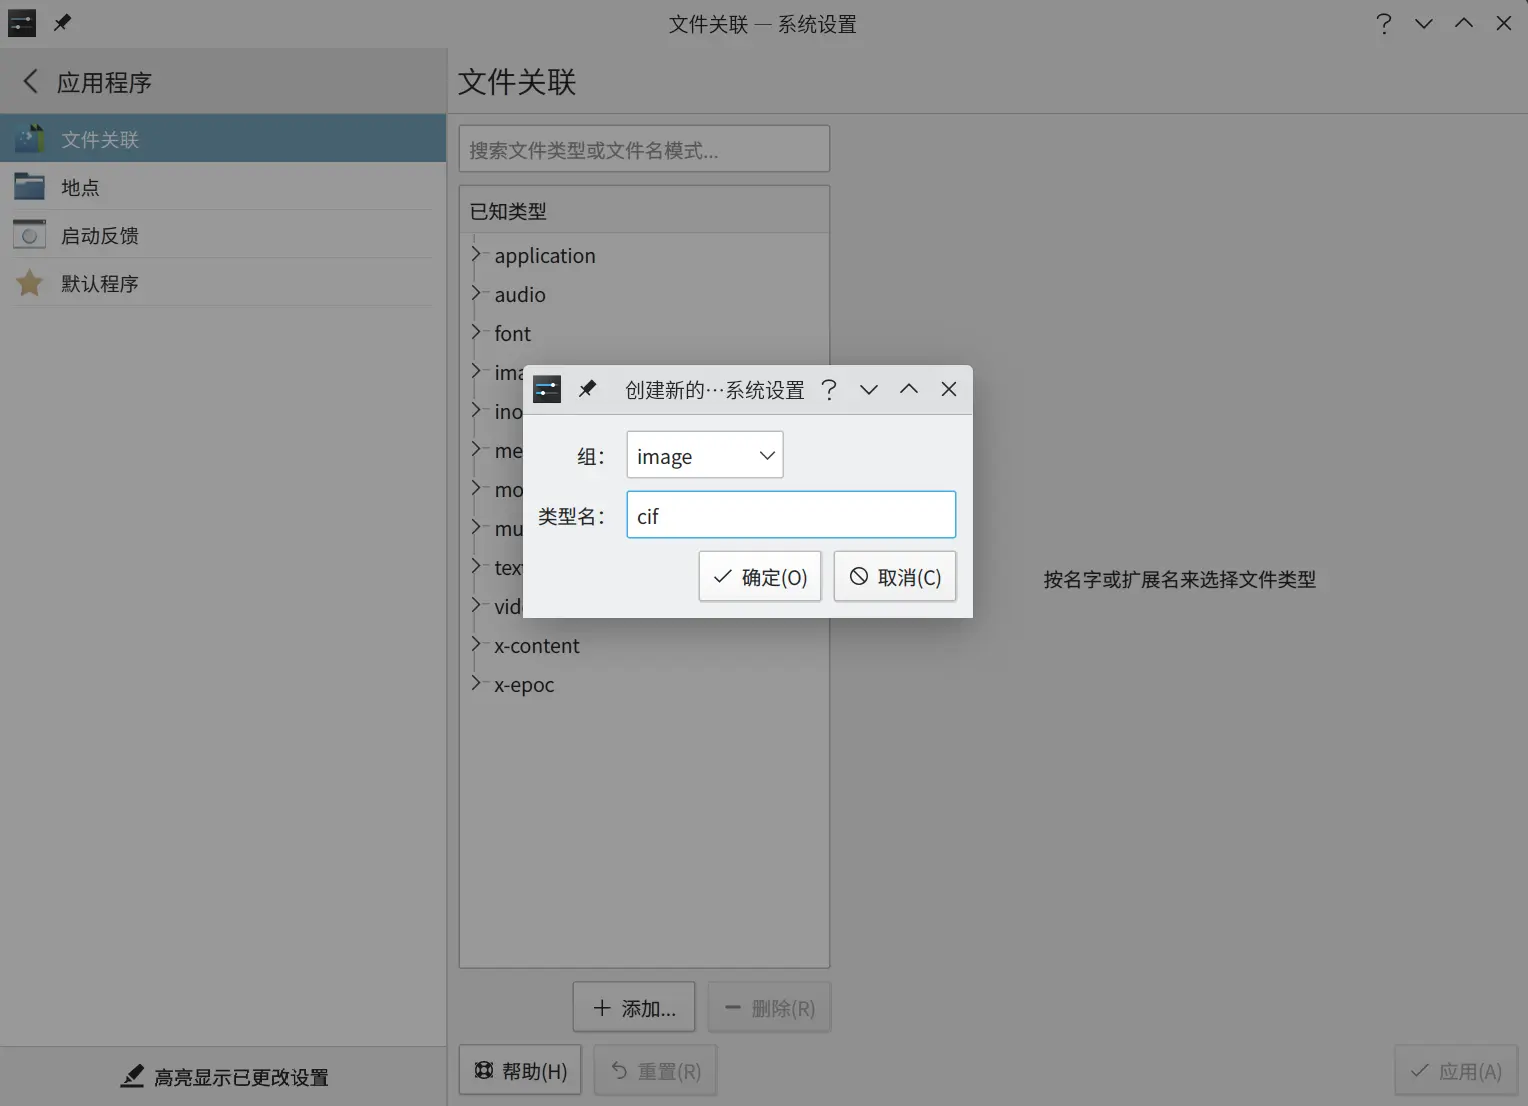 文件关联 — 系统设置
应用程序
文件关联
文件关联
地点
启动反馈
默认程序
搜索文件类型或文件名模式...
已知类型
application
audio
font
ima
ino
me
mo
mu
tex
vid
x-content
x-epoc
创建新的…系统设置
组：
image
类型名：
cif
确定(O)
取消(C)
按名字或扩展名来选择文件类型
添加...
删除(R)
高亮显示已更改设置
帮助(H)
重置(R)
应用(A)